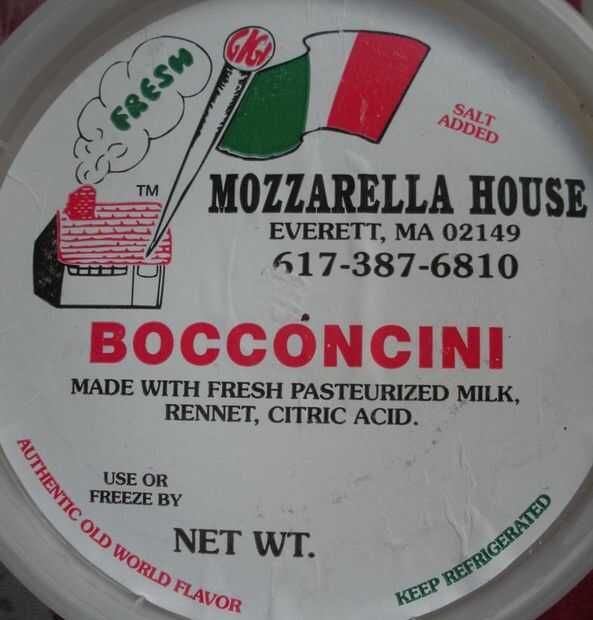 GIGI
FRESH
SALT
ADDED
TM
MOZZARELLA HOUSE
EVERETT, MA 02149
617-387-6810
BOCCONCINI
MADE WITH FRESH PASTEURIZED MILK,
RENNET, CITRIC ACID.
USE OR
FREEZE BY
NET WT.
AUTHENTIC OLD WORLD FLAVOR
KEEP REFRIGERATED